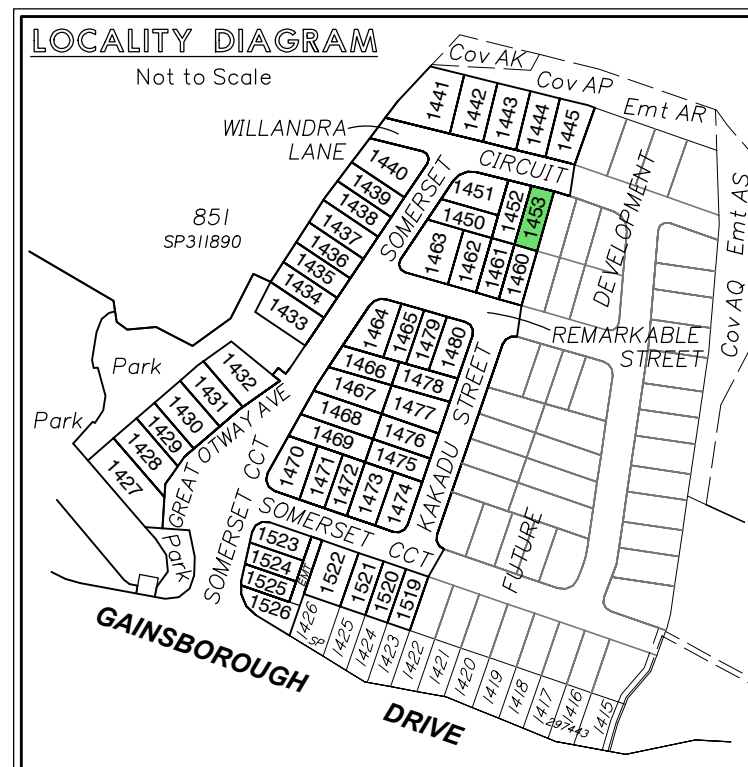 LOCALITY DIAGRAM
Not to Scale
Cov AK
Cov AP
Emt AR
Emt AS
Cov AQ
WILLANDRA
LANE
1441
1442
1443
1444
1445
SOMERSET
CIRCUIT
1440
1439
1438
1437
1436
1435
1434
1433
851
SP311890
1451
1450
1452
1453
1463
1462
1461
1460
DEVELOPMENT
REMARKABLE
STREET
Park
Park
1432
1431
1430
1429
1428
1427
GREAT OTWAY AVE
Park
1464
1465
1479
1480
1466
1478
1467
1477
1468
1476
1469
1475
1470
1471
1472
1473
1474
KAKADU STREET
SOMERSET CCT
SOMERSET CCT
FUTURE
1523
1524
1525
1526
EMT
1522
1521
1520
1519
1426
SP
1425
1424
1423
1422
1421
1420
1419
1418
1417
1416
1415
297443
GAINSBOROUGH
DRIVE